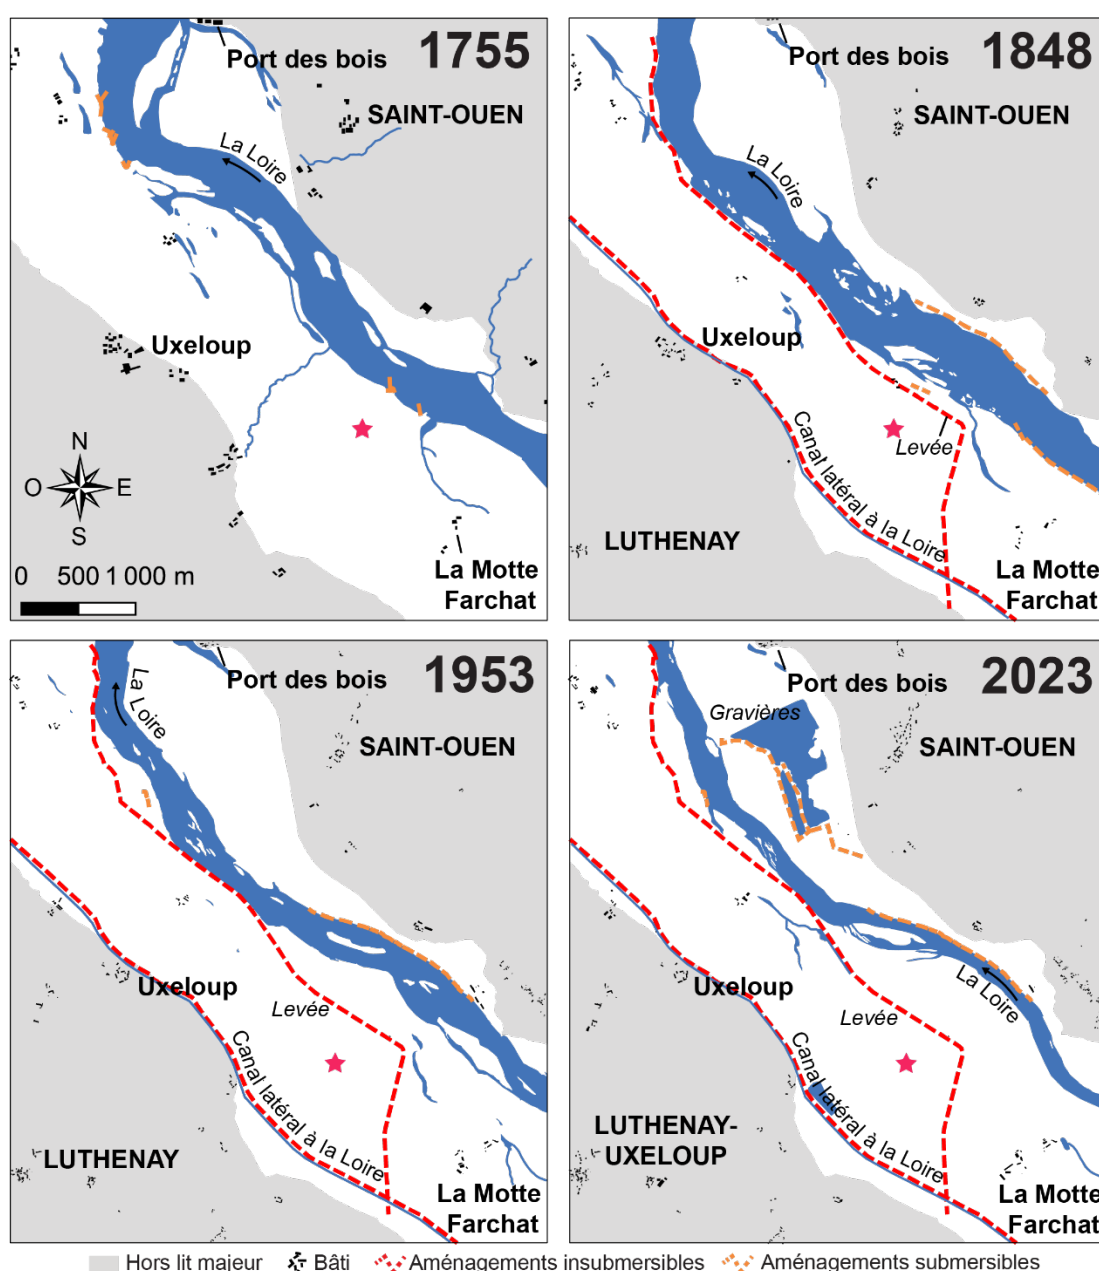 1755
Port des bois
SAINT-OUEN
La Loire
Uxeloup
N
O
E
S
0 500 1 000 m
La Motte
Farchat
1848
Port des bois
SAINT-OUEN
La Loire
Uxeloup
Levée
Canal latéral à la Loire
LUTHENAY
La Motte
Farchat
1953
La Loire
Port des bois
SAINT-OUEN
Uxeloup
Levée
Canal latéral à la Loire
LUTHENAY
La Motte
Farchat
2023
Port des bois
Gravières
SAINT-OUEN
Uxeloup
La Loire
Levée
Canal latéral à la Loire
LUTHENAY-
UXELOUP
La Motte
Farchat
Hors lit majeur Bâti Aménagements insubmersibles Aménagements submersibles